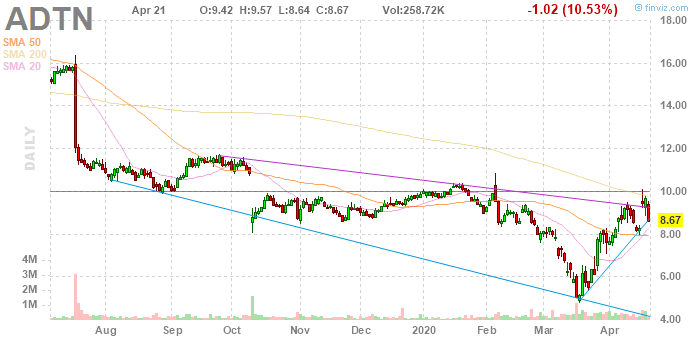 ADTN
Apr 21 O:9.42 H:9.57 L:8.64 C:8.67 Vol:258.72K -1.02 (10.53%)
© finviz.com
SMA 50
SMA 200
SMA 20
DAILY
18.00
16.00
14.00
12.00
10.00
8.67
8.00
6.00
4.00
4M
3M
2M
1M
Aug Sep Oct Nov Dec 2020 Feb Mar Apr